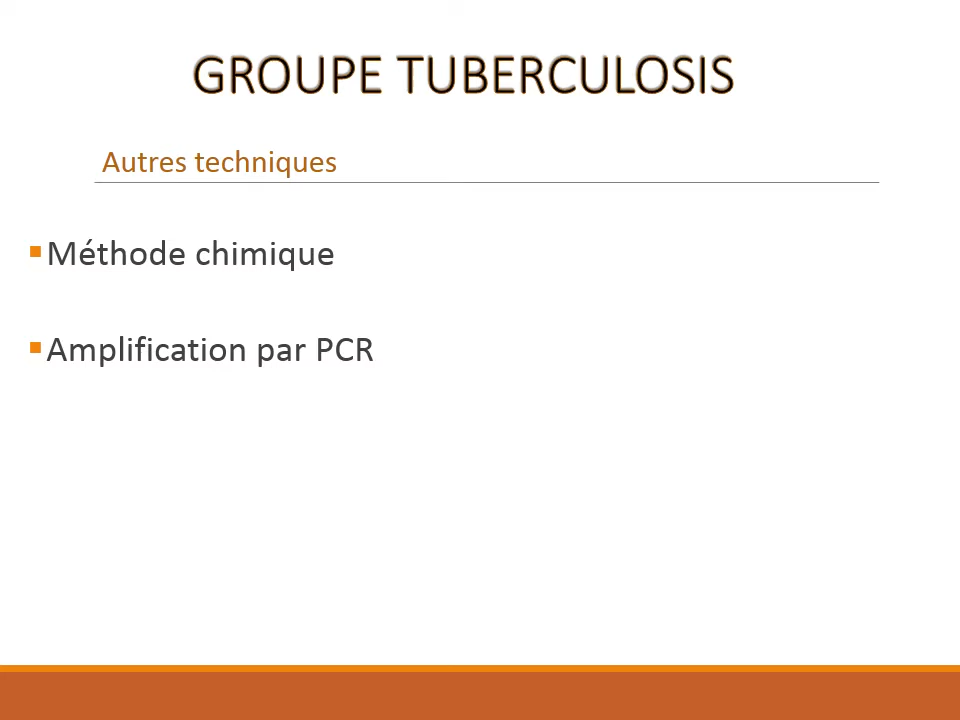 GROUPE TUBERCULOSIS
Autres techniques
▪Méthode chimique
▪Amplification par PCR